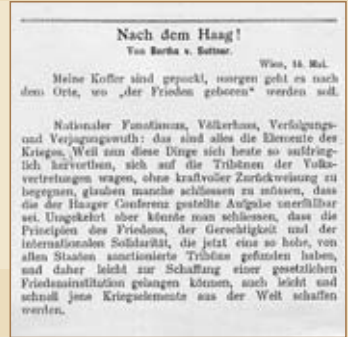 Nach dem Haag!
Von Bertha v. Suttner.
Wien, 14. Mai.
Meine Koffer sind gepackt, morgen geht es nach
dem Orte, wo „der Frieden geboren“ werden soll.
Nationaler Fanatismus, Völkerhass, Verfolgungs-
und Verjagungswuth: das sind alles die Elemente des
Krieges. Weil nun diese Dinge sich heute so aufdring-
lich hervorthun, sich auf die Tribünen der Volks-
vertretungen wagen, ohne kraftvoller Zurückweisung zu
begegnen, glauben manche schliessen zu müssen, dass
die der Haager Conferenz gestellte Aufgabe unerfüllbar
sei. Umgekehrt aber könnte man schliessen, dass die
Principien des Friedens, der Gerechtigkeit und der
internationalen Solidarität, die jetzt eine so hohe, von
allen Staaten sanctionierte Tribüne gefunden haben,
und daher leicht zur Schaffung einer gesetzlichen
Friedensinstitution gelangen können, auch leicht und
schnell jene Kriegselemente aus der Welt schaffen
werden.